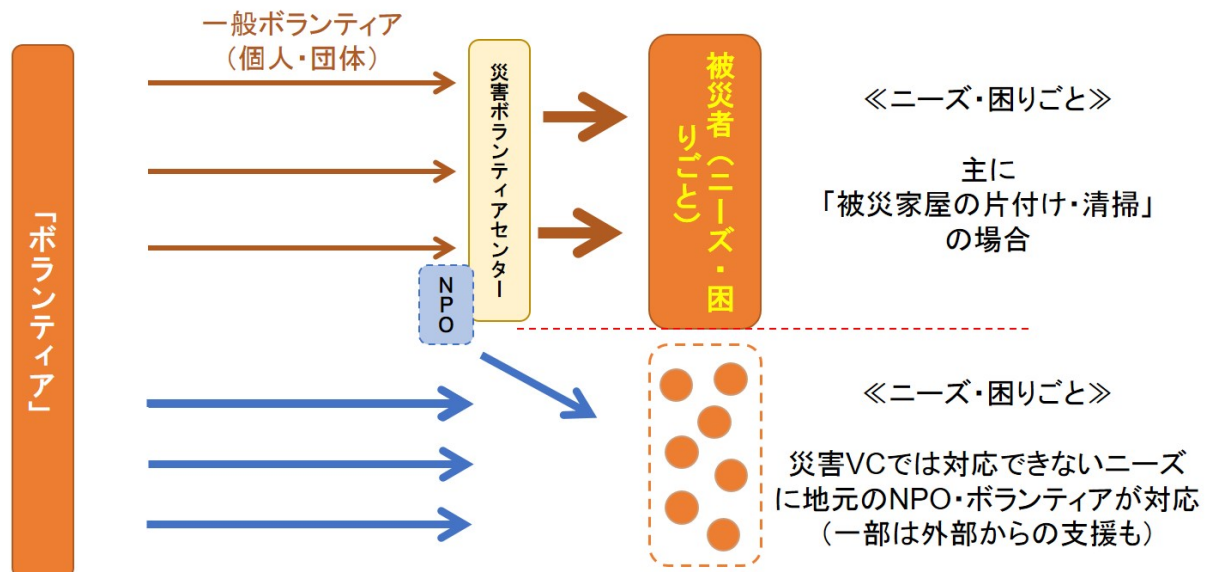 「ボランティア」
一般ボランティア
（個人・団体）
災害ボランティアセンター
NPO
被災者（ニーズ・困
りごと）
≪ニーズ・困りごと≫
主に
「被災家屋の片付け・清掃」
の場合
≪ニーズ・困りごと≫
災害VCでは対応できないニーズ
に地元のNPO・ボランティアが対応
（一部は外部からの支援も）